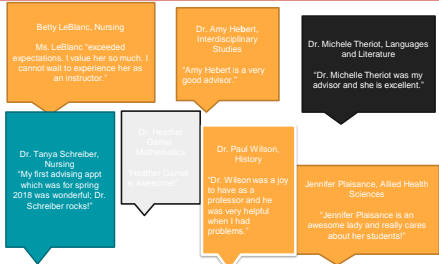 Betty LeBlanc, Nursing
Ms. LeBlanc "exceeded
expectations. I value her so much, I
cannot wait to experience her as
an instructor."
Dr. Amy Hebert,
Interdisciplinary
Studies
"Amy Hebert is a very
good advisor."
Dr. Michele Theriot, Languages
and Literature
"Dr. Michelle Theriot was my
advisor and she is excellent."
Dr. Tanya Schreiber,
Nursing
"My first advising appt
which was for spring
2018 was wonderful; Dr.
Schreiber rocks!"
Dr. Heather
Mathematics
"Heather
is awesome!"
Dr. Paul Wilson,
History
"Dr. Wilson was a joy
to have as a
professor and he
was very helpful
when I had
problems."
Jennifer Plaisance, Allied Health
Sciences
"Jennifer Plaisance is an
awesome lady and really cares
about her students!"